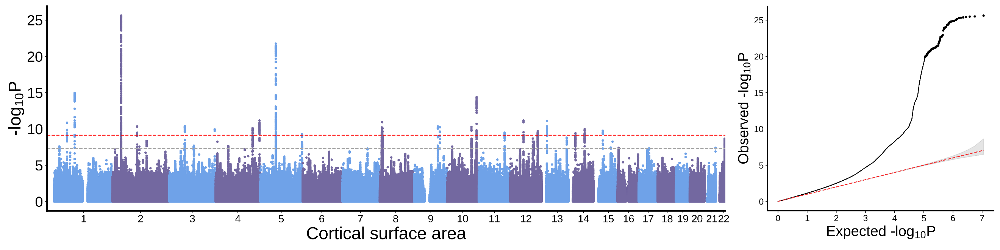 25
20
15
10
5
0
-log10P
1 2 3 4 5 6 7 8 9 10 11 12 13 14 15 16 17 18 19 20 21 22
Cortical surface area
25
20
15
10
5
0
Observed -log10P
0 1 2 3 4 5 6 7
Expected -log10P